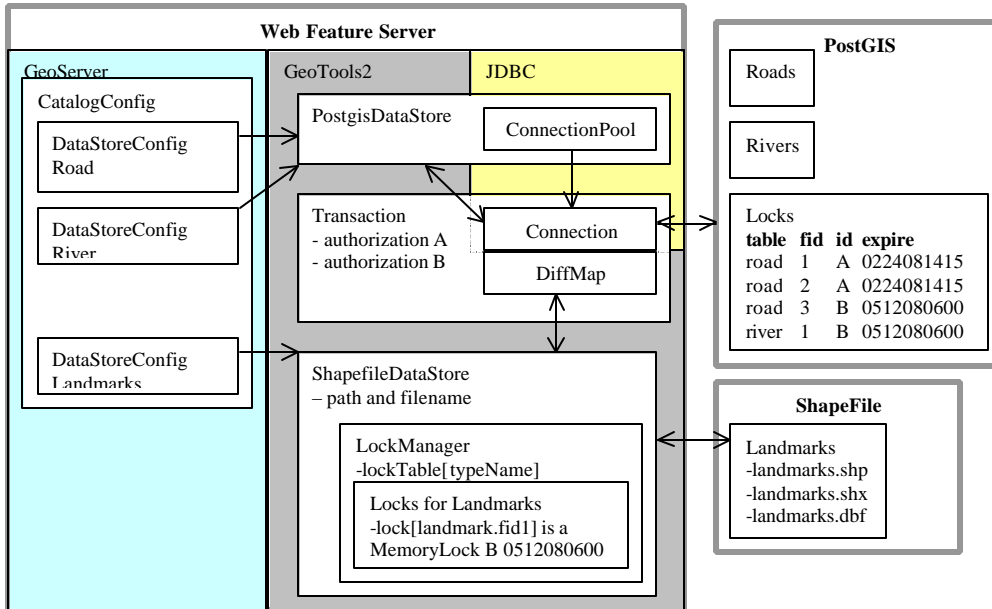 Web Feature Server
GeoServer
CatalogConfig
DataStoreConfig
Road
DataStoreConfig
River
DataStoreConfig
Landmarks
GeoTools2
JDBC
PostgisDataStore
ConnectionPool
Transaction
- authorization A
- authorization B
Connection
DiffMap
ShapefileDataStore
– path and filename
LockManager
-lockTable[typeName]
Locks for Landmarks
-lock[landmark.fid1] is a
MemoryLock B 0512080600
PostGIS
Roads
Rivers
Locks
table fid id expire
road 1 A 0224081415
road 2 A 0224081415
road 3 B 0512080600
river 1 B 0512080600
ShapeFile
Landmarks
-landmarks.shp
-landmarks.shx
-landmarks.dbf